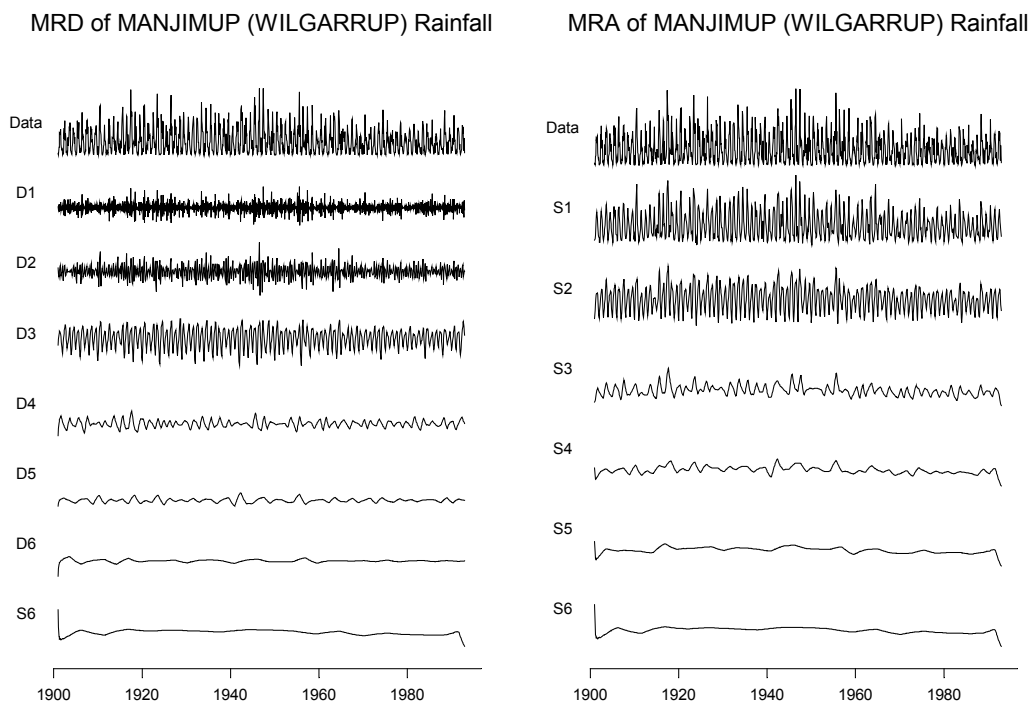 MRD of MANJIMUP (WILGARRUP) Rainfall
Data
D1
D2
D3
D4
D5
D6
S6
1900 1920 1940 1960 1980
MRA of MANJIMUP (WILGARRUP) Rainfall
Data
S1
S2
S3
S4
S5
S6
1900 1920 1940 1960 1980